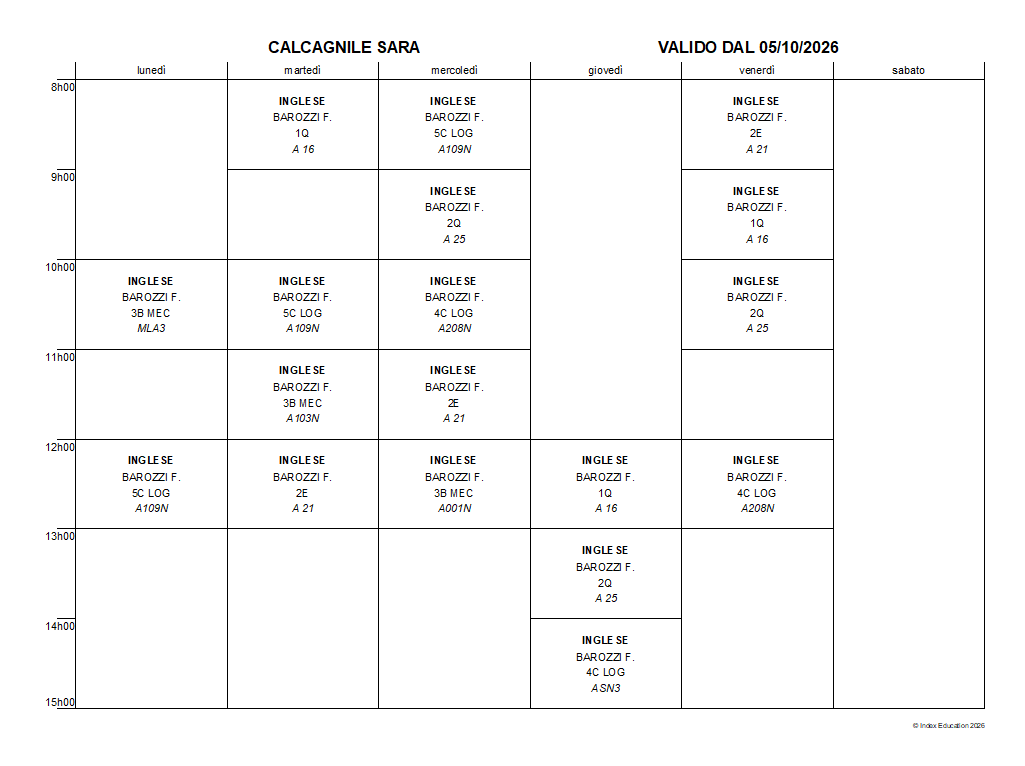 CALCAGNILE SARA
VALIDO DAL 05/10/2026
lunedì martedì mercoledì giovedì venerdì sabato
8h00
INGLESE INGLESE INGLESE
BAROZZI F. BAROZZI F. BAROZZI F.
1Q 5C LOG 2E
A 16 A109N A 21
9h00
INGLESE INGLESE
BAROZZI F. BAROZZI F.
2Q 1Q
A 25 A 16
10h00
INGLESE INGLESE INGLESE INGLESE
BAROZZI F. BAROZZI F. BAROZZI F. BAROZZI F.
3B MEC 5C LOG 4C LOG 2Q
MLA3 A109N A208N A 25
11h00
INGLESE INGLESE
BAROZZI F. BAROZZI F.
3B MEC 2E
A103N A 21
12h00
INGLESE INGLESE INGLESE INGLESE INGLESE
BAROZZI F. BAROZZI F. BAROZZI F. BAROZZI F. BAROZZI F.
5C LOG 2E 3B MEC 1Q 4C LOG
A109N A 21 A001N A 16 A208N
13h00
INGLESE
BAROZZI F.
2Q
A 25
14h00
INGLESE
BAROZZI F.
4C LOG
ASN3
15h00
© Index Education 2026